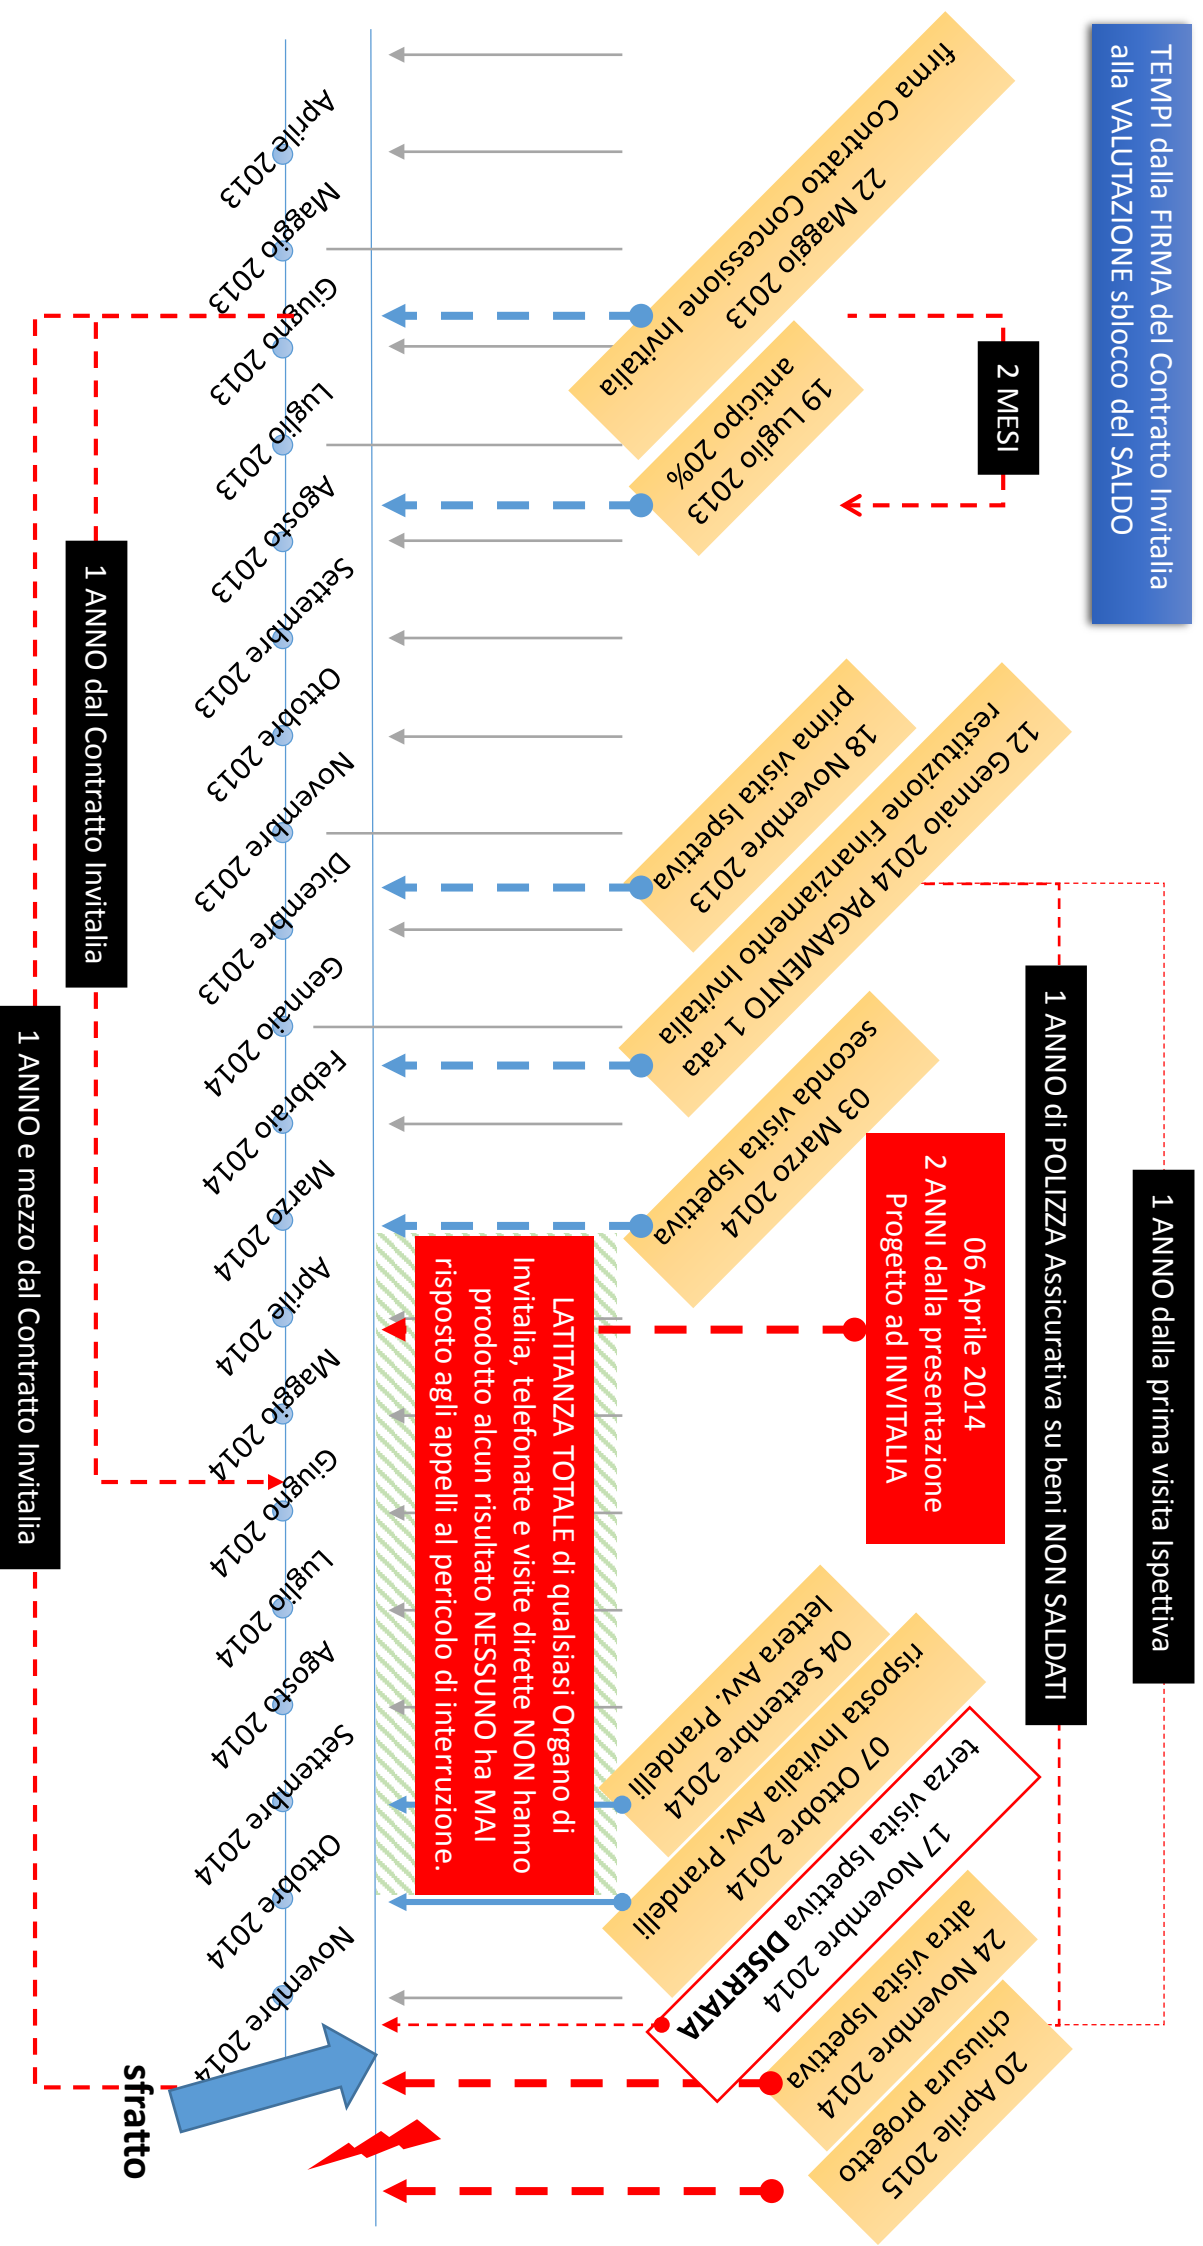 TEMPI dalla FIRMA del Contratto Invitalia
alla VALUTAZIONE sblocco del SALDO
2 MESI
22 Maggio 2013
firma Contratto Concessione Invitalia
19 Luglio 2013
anticipo 20%
1 ANNO dalla prima visita Ispettiva
1 ANNO di POLIZZA Assicurativa su beni NON SALDATI
18 Novembre 2013
prima visita Ispettiva
12 Gennaio 2014 PAGAMENTO 1 rata
restituzione Finanziamento Invitalia
03 Marzo 2014
seconda visita Ispettiva
06 Aprile 2014
2 ANNI dalla presentazione
Progetto ad INVITALIA
LATITANZA TOTALE di qualsiasi Organo di
Invitalia, telefonate e visite dirette NON hanno
prodotto alcun risultato NESSUNO ha MAI
risposto agli appelli al pericolo di interruzione.
04 Settembre 2014
lettera Avv. Prandelli
07 Ottobre 2014
risposta Invitalia Avv. Prandelli
17 Novembre 2014
terza visita Ispettiva DISERTATA
24 Novembre 2014
altra visita Ispettiva
20 Aprile 2015
chiusura progetto
Aprile 2013
Maggio 2013
Giugno 2013
Luglio 2013
Agosto 2013
Settembre 2013
Ottobre 2013
Novembre 2013
Dicembre 2013
Gennaio 2014
Febbraio 2014
Marzo 2014
Aprile 2014
Maggio 2014
Giugno 2014
Luglio 2014
Agosto 2014
Settembre 2014
Ottobre 2014
Novembre 2014
sfratto
1 ANNO dal Contratto Invitalia
1 ANNO e mezzo dal Contratto Invitalia